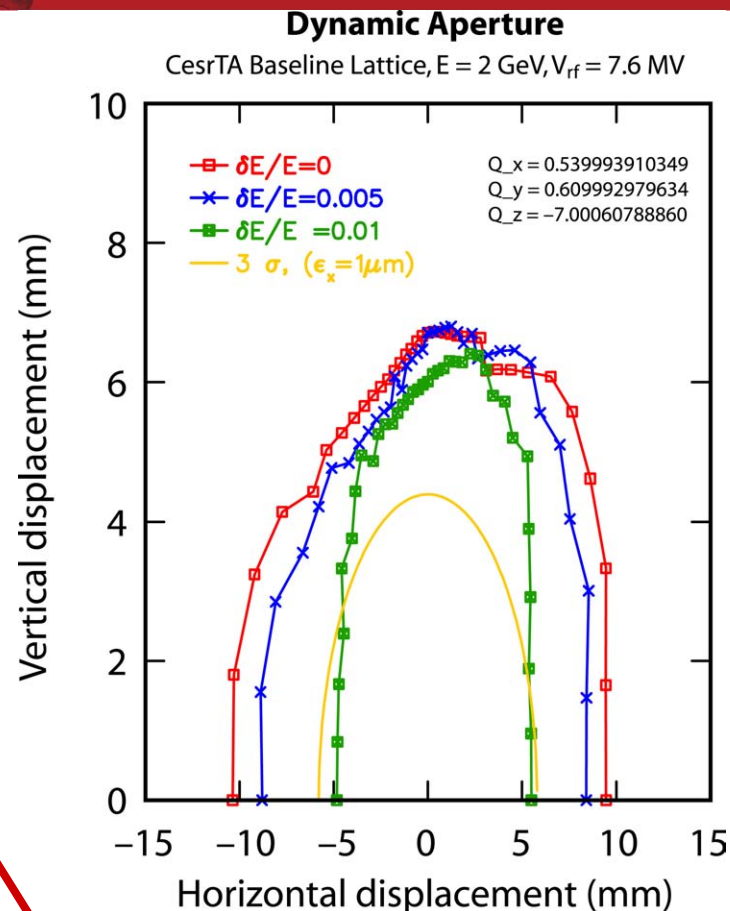 Dynamic Aperture
CesrTA Baseline Lattice, E = 2 GeV, V_rf = 7.6 MV
10
8
6
4
2
0
δE/E=0
δE/E=0.005
δE/E =0.01
3 σ, (ϵ_x=1μm)
Q_x = 0.539993910349
Q_y = 0.609992979634
Q_z = –7.00060788860
Vertical displacement (mm)
–15 –10 –5 0 5 10 15
Horizontal displacement (mm)